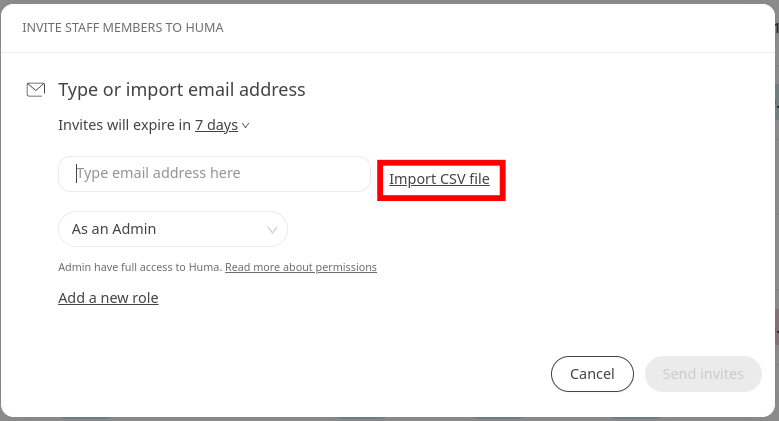 INVITE STAFF MEMBERS TO HUMA
Type or import email address
Invites will expire in 7 days
Type email address here
Import CSV file
As an Admin
Admin have full access to Huma. Read more about permissions
Add a new role
Cancel
Send invites